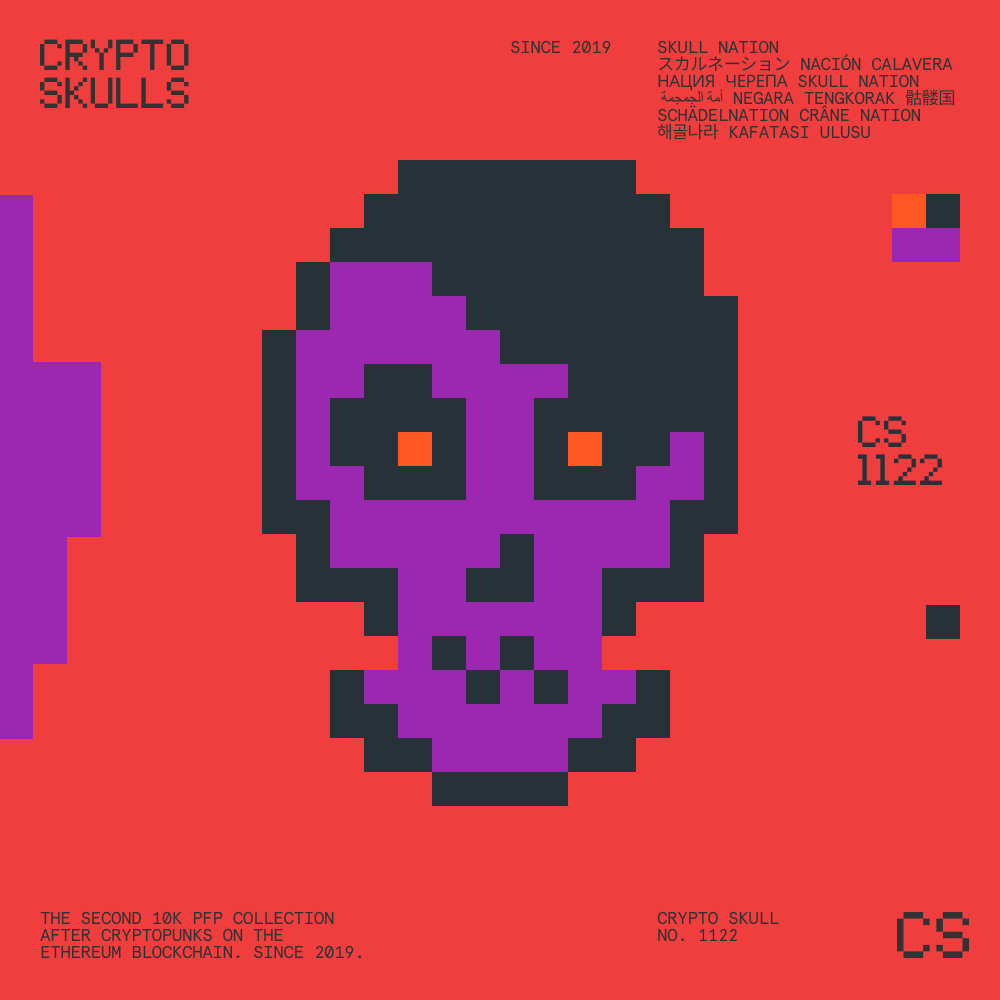 CRYPTO
SKULLS
SINCE 2019
SKULL NATION
スカルネーション NACIÓN CALAVERA
НАЦИЯ ЧЕРЕПА SKULL NATION
أمة الجمجمة NEGARA TENGKORAK 骷髅国
SCHÄDELNATION CRÂNE NATION
해골나라 KAFATASI ULUSU
CS
1122
THE SECOND 10K PFP COLLECTION
AFTER CRYPTOPUNKS ON THE
ETHEREUM BLOCKCHAIN. SINCE 2019.
CRYPTO SKULL
NO. 1122
CS